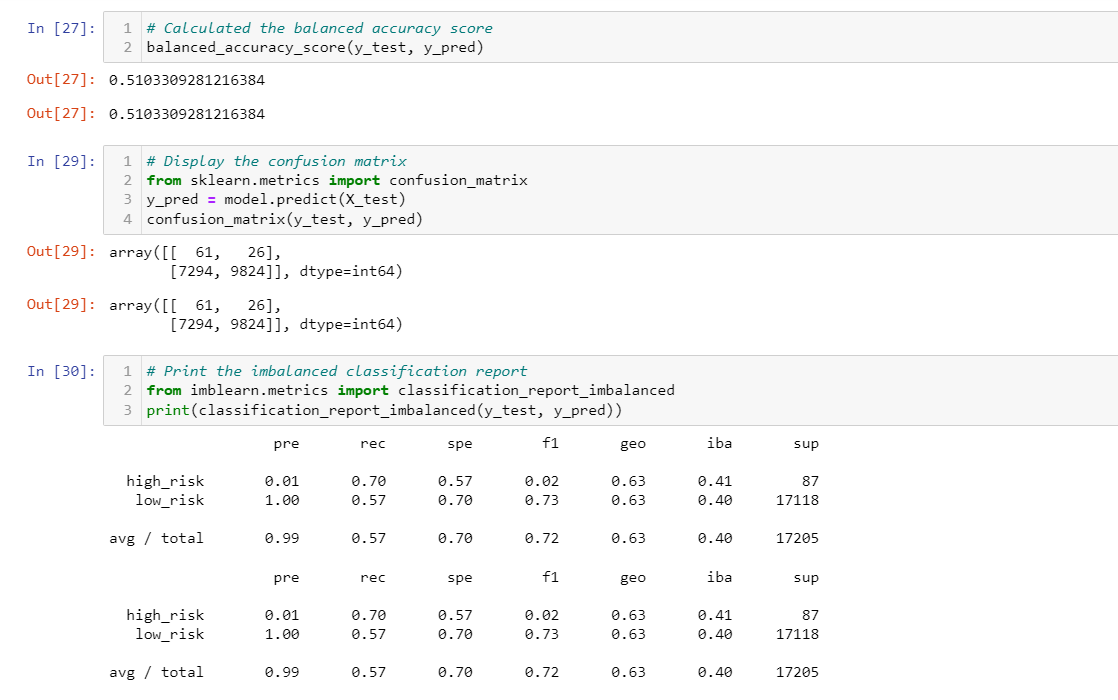 In [27]: 1 # Calculated the balanced accuracy score
2 balanced_accuracy_score(y_test, y_pred)
Out[27]: 0.5103309281216384
Out[27]: 0.5103309281216384
In [29]: 1 # Display the confusion matrix
2 from sklearn.metrics import confusion_matrix
3 y_pred = model.predict(X_test)
4 confusion_matrix(y_test, y_pred)
Out[29]: array([[ 61, 26],
[7294, 9824]], dtype=int64)
Out[29]: array([[ 61, 26],
[7294, 9824]], dtype=int64)
In [30]: 1 # Print the imbalanced classification report
2 from imblearn.metrics import classification_report_imbalanced
3 print(classification_report_imbalanced(y_test, y_pred))
pre rec spe f1 geo iba sup
high_risk 0.01 0.70 0.57 0.02 0.63 0.41 87
low_risk 1.00 0.57 0.70 0.73 0.63 0.40 17118
avg / total 0.99 0.57 0.70 0.72 0.63 0.40 17205
pre rec spe f1 geo iba sup
high_risk 0.01 0.70 0.57 0.02 0.63 0.41 87
low_risk 1.00 0.57 0.70 0.73 0.63 0.40 17118
avg / total 0.99 0.57 0.70 0.72 0.63 0.40 17205